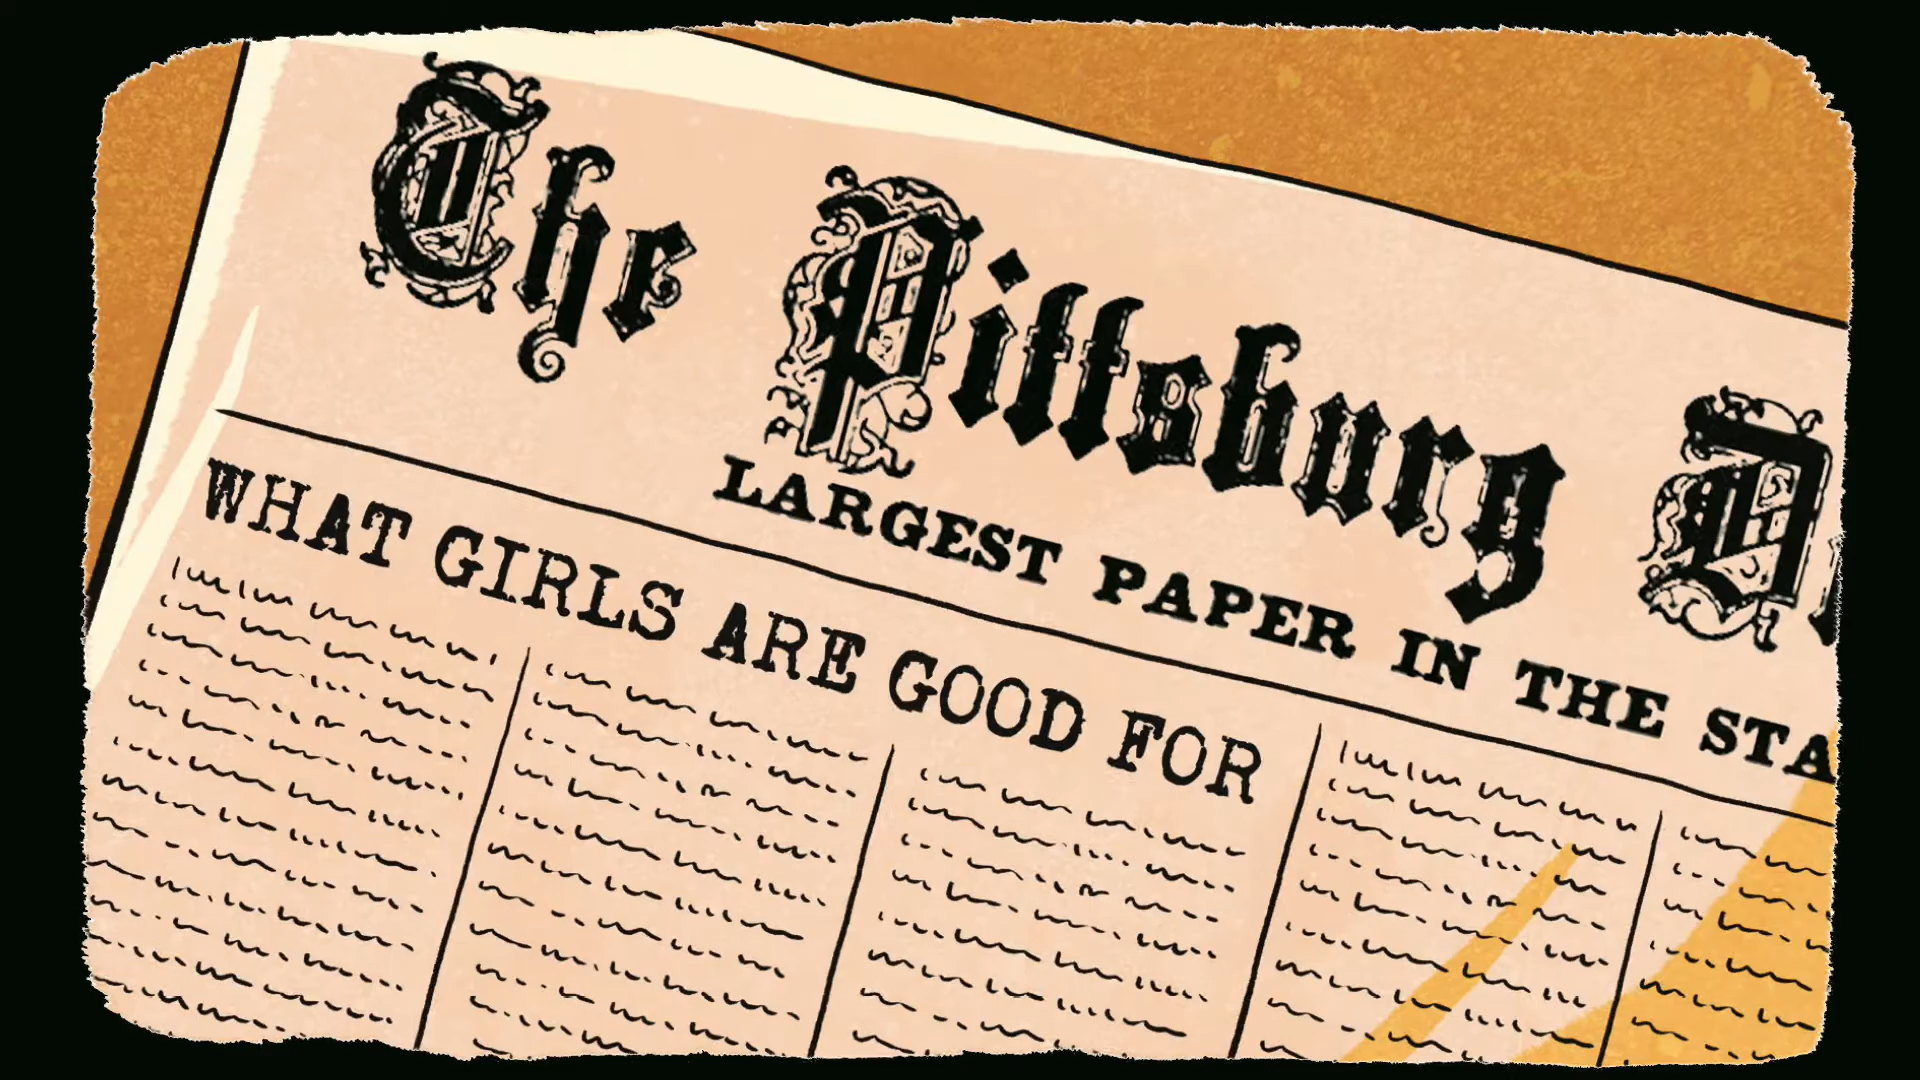 The Pittsburg D
LARGEST PAPER IN THE STA
WHAT GIRLS ARE GOOD FOR